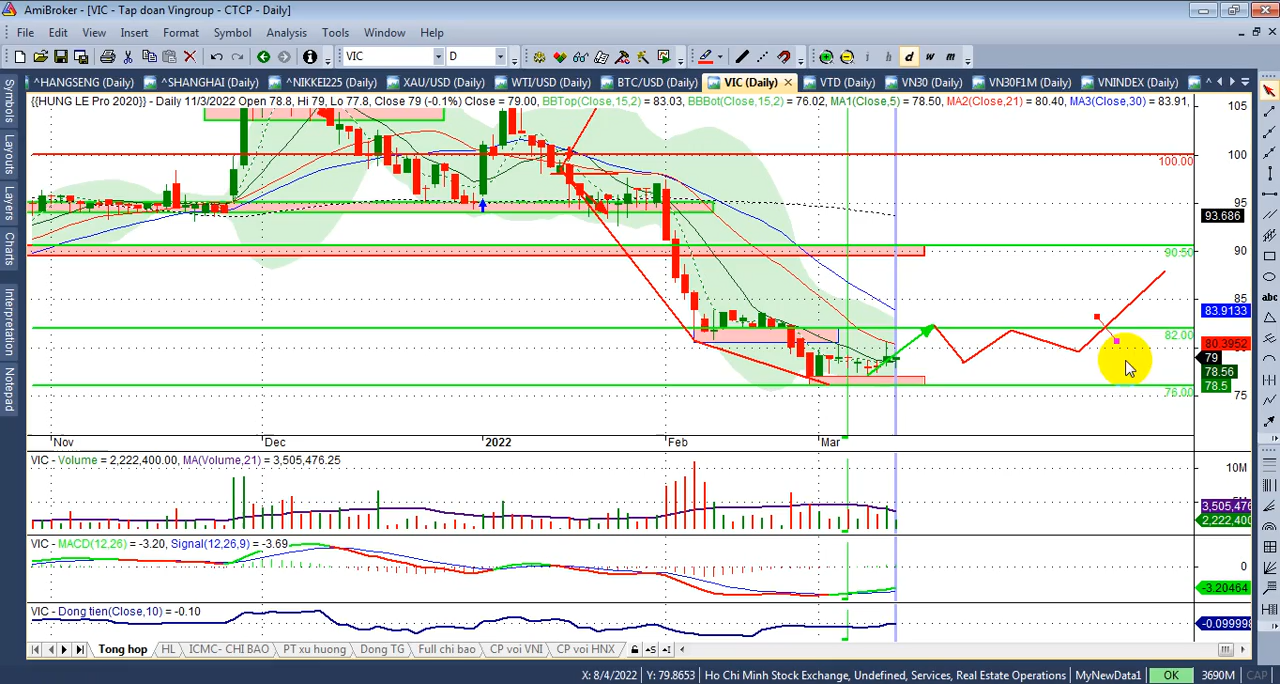 AmiBroker - [VIC - Tap doan Vingroup - CTCP - Daily]
File Edit View Insert Format Symbol Analysis Tools Window Help
VIC D i h d w m
^HANGSENG (Daily) ^SHANGHAI (Daily) ^NIKKEI225 (Daily) XAU/USD (Daily) WTI/USD (Daily) BTC/USD (Daily) VIC (Daily) VTD (Daily) VN30 (Daily) VN30F1M (Daily) VNINDEX (Daily)
{{HUNG LE Pro 2020}} - Daily 11/3/2022 Open 78.8, Hi 79, Lo 77.8, Close 79 (-0.1%) Close = 79.00, BBTop(Close,15,2) = 83.03, BBBot(Close,15,2) = 76.02, MA1(Close,5) = 78.50, MA2(Close,21) = 80.40, MA3(Close,30) = 83.91,
Symbols
Layouts
Layers
Charts
Interpretation
Notepad
105
100
100.00
95
93.686
90
90.50
85
83.9133
82.00
80.3952
79
78.56
78.5
76.00
75
abc
Nov Dec 2022 Feb Mar
VIC - Volume = 2,222,400.00, MA(Volume,21) = 3,505,476.25
10M
3,505,476
2,222,400
VIC - MACD(12,26) = -3.20, Signal(12,26,9) = -3.69
0
-3.20464
VIC - Dong tien(Close,10) = -0.10
-0.099998
Tong hop HL ICMC- CHI BAO PT xu huong Dong TG Full chi bao CP voi VNI CP voi HNX
X: 8/4/2022 Y: 79.8653 Ho Chi Minh Stock Exchange, Undefined, Services, Real Estate Development MyNewData1 OK 3690M CAP